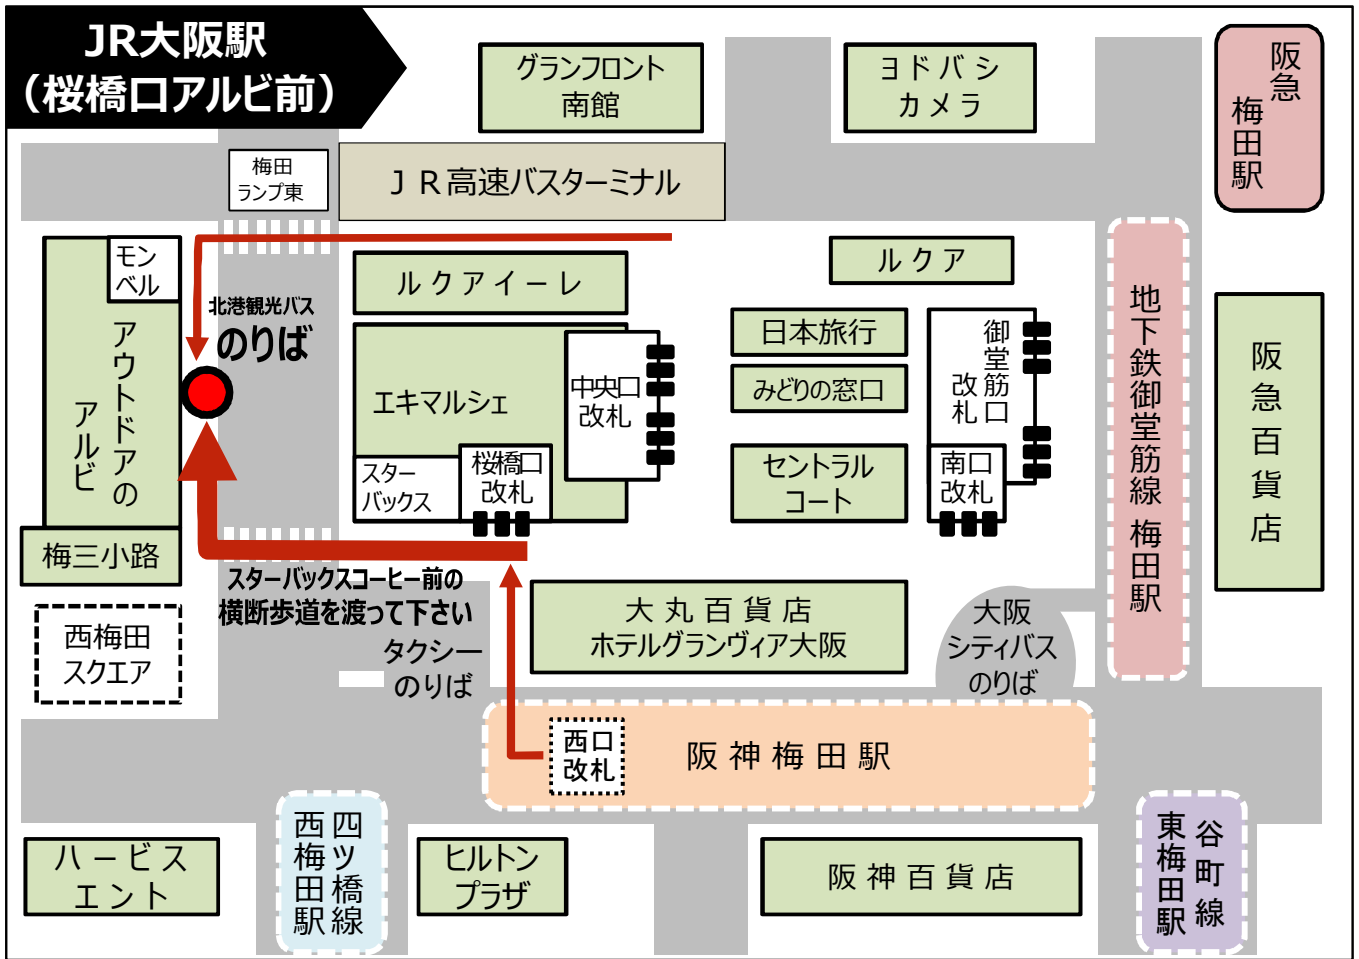 JR大阪駅
（桜橋口アルビ前）
グランフロント
南館
ヨドバシ
カメラ
阪急
梅田駅
梅田
ランプ東
ＪＲ高速バスターミナル
モン
ベル
アウトドアの
アルビ
北港観光バス
のりば
ルクアイーレ
ルクア
エキマルシェ
中央口
改札
スター
バックス
桜橋口
改札
日本旅行
みどりの窓口
セントラル
コート
御堂筋口
改札
南口
改札
地下鉄御堂筋線 梅田駅
阪急百貨店
梅三小路
スターバックスコーヒー前の
横断歩道を渡って下さい
西梅田
スクエア
タクシー
のりば
大丸百貨店
ホテルグランヴィア大阪
大阪
シティバス
のりば
西口
改札
阪神梅田駅
ハービス
エント
四ツ橋線
西梅田駅
ヒルトン
プラザ
阪神百貨店
谷町線
東梅田駅